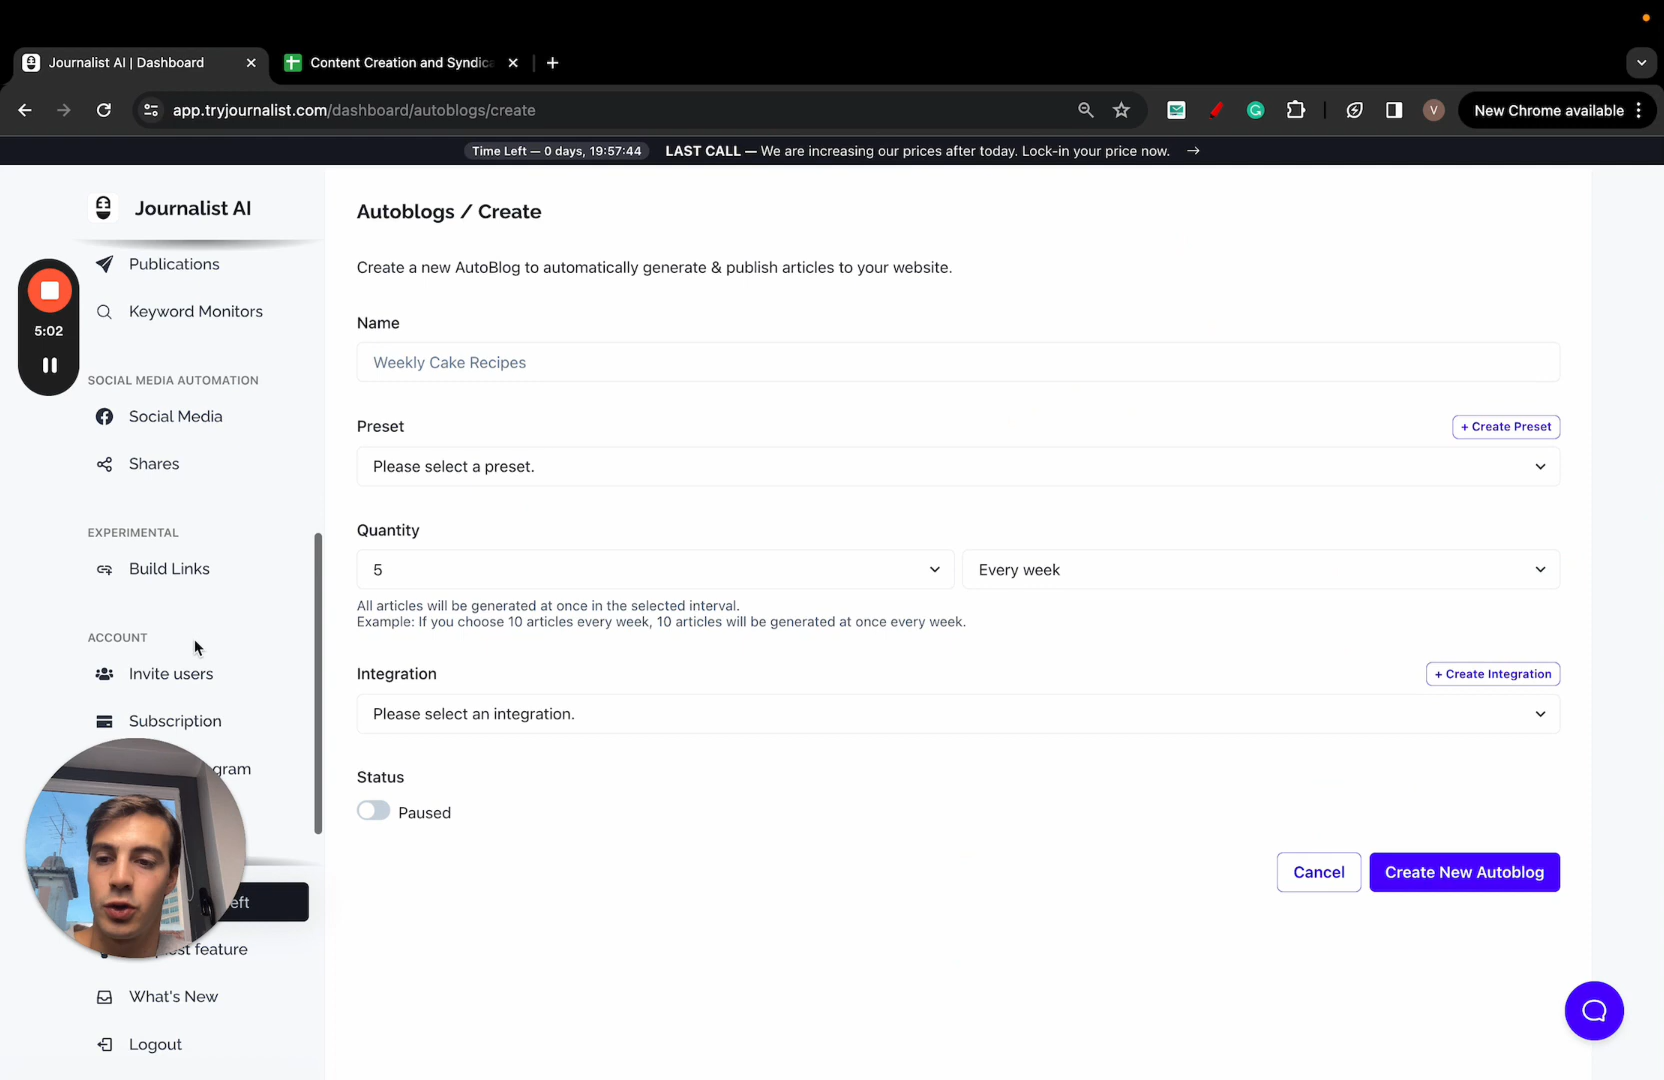 Journalist AI | Dashboard
Content Creation and Syndica
app.tryjournalist.com/dashboard/autoblogs/create
V
New Chrome available
Time Left — 0 days, 19:57:44
LAST CALL — We are increasing our prices after today. Lock-in your price now. →
Journalist AI
Publications
Keyword Monitors
5:02
SOCIAL MEDIA AUTOMATION
Social Media
Shares
EXPERIMENTAL
Build Links
ACCOUNT
Invite users
Subscription
gram
eft
st feature
What's New
Logout
Autoblogs / Create
Create a new AutoBlog to automatically generate & publish articles to your website.
Name
Weekly Cake Recipes
Preset
+ Create Preset
Please select a preset.
Quantity
5
Every week
All articles will be generated at once in the selected interval.
Example: If you choose 10 articles every week, 10 articles will be generated at once every week.
Integration
+ Create Integration
Please select an integration.
Status
Paused
Cancel
Create New Autoblog